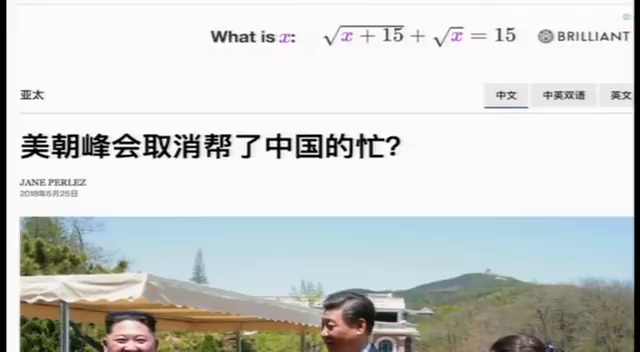 What is x: √x + 15 + √x = 15 BRILLIANT
亚太
中文 中英双语 英文
美朝峰会取消帮了中国的忙?
JANE PERLEZ
2018年5月25日